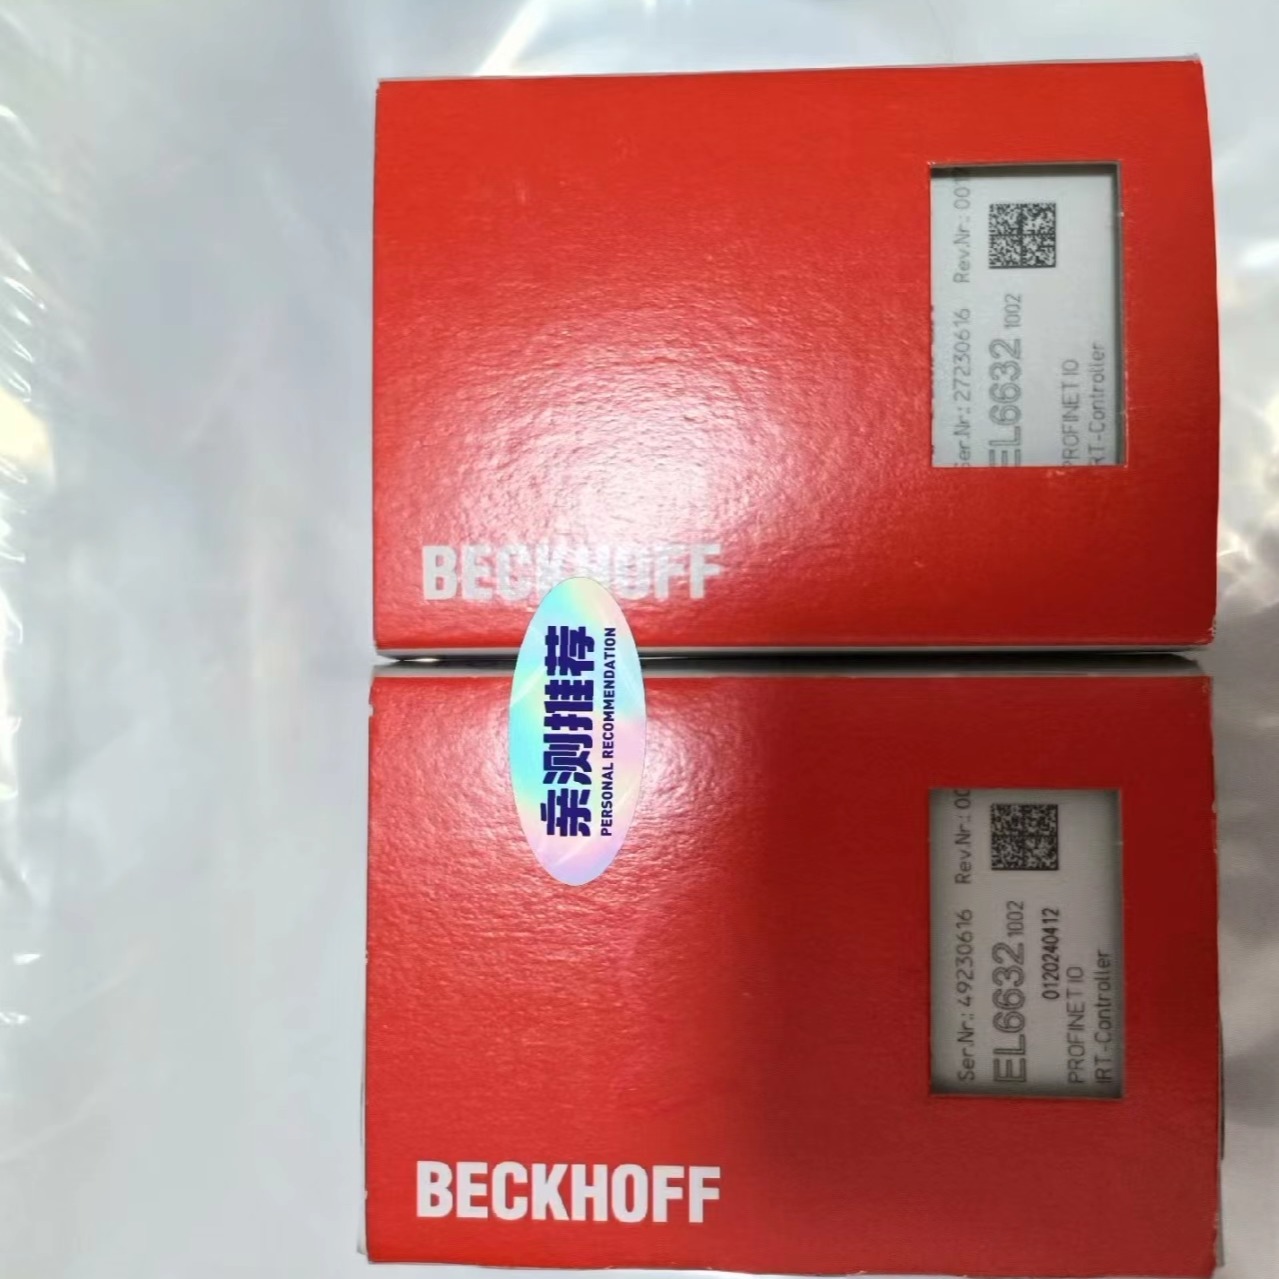 BECKHOFF
Ser.Nr.: 27230616 Rev.Nr.: 001
EL6632 1002
PROFINET IO
IRT-Controller
亲测推荐
PERSONAL RECOMMENDATION
BECKHOFF
Ser.Nr.: 49230616 Rev.Nr.: 00
EL6632 1002
0120240412
PROFINET IO
IRT-Controller